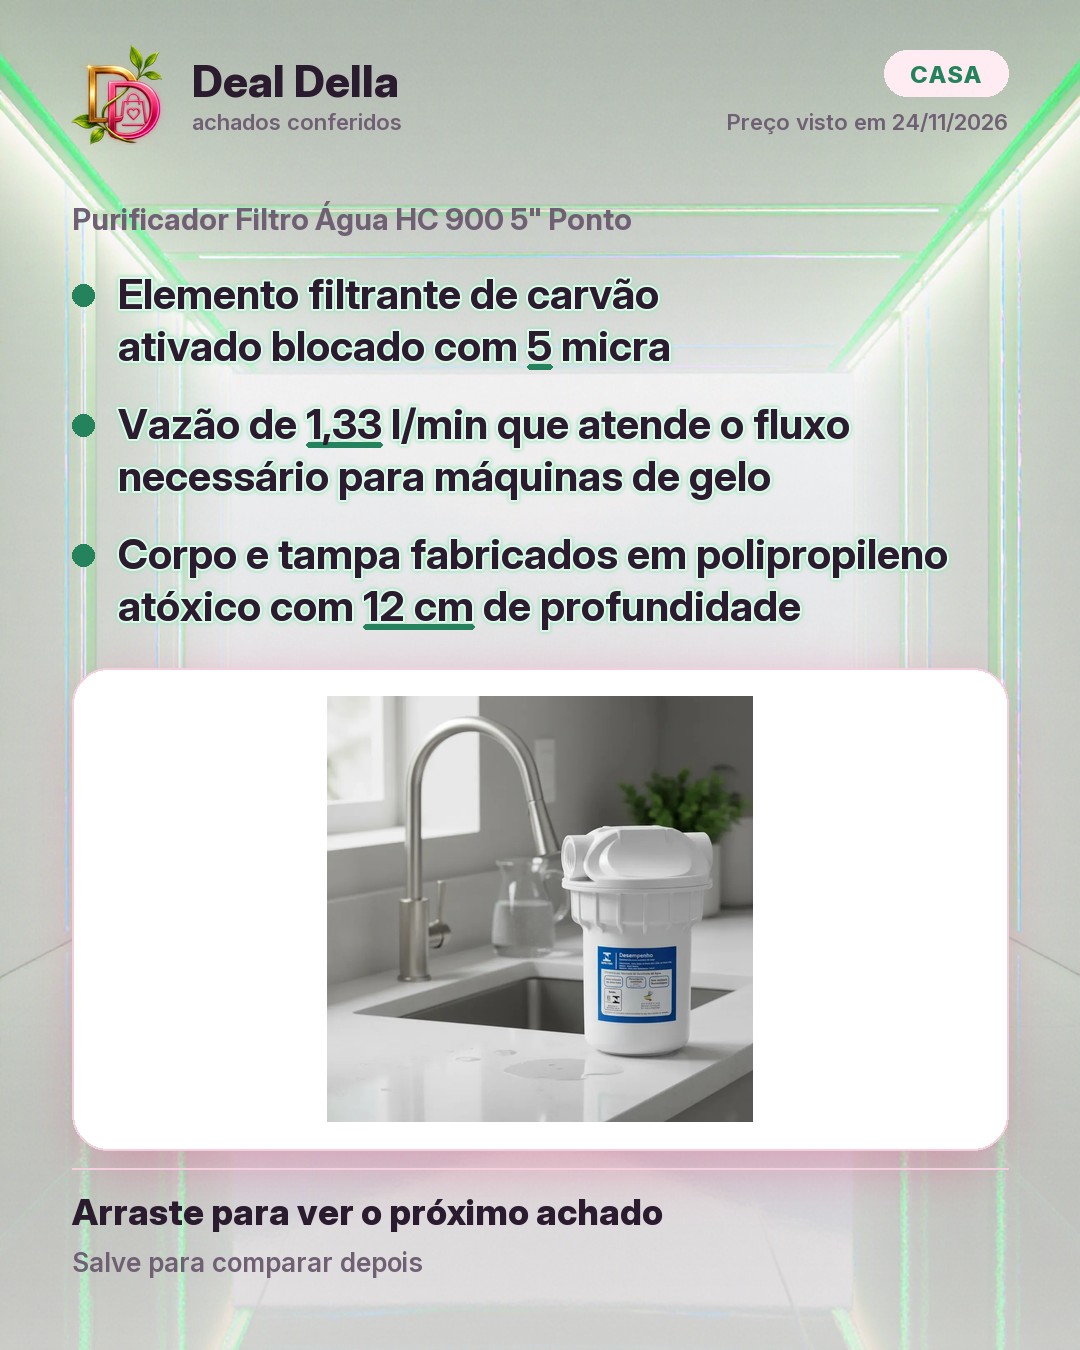 Deal Della
achados conferidos
CASA
Preço visto em 24/11/2026
Purificador Filtro Água HC 900 5" Ponto
Elemento filtrante de carvão
ativado blocado com 5 micra
Vazão de 1,33 l/min que atende o fluxo
necessário para máquinas de gelo
Corpo e tampa fabricados em polipropileno
atóxico com 12 cm de profundidade
Desempenho
Arraste para ver o próximo achado
Salve para comparar depois